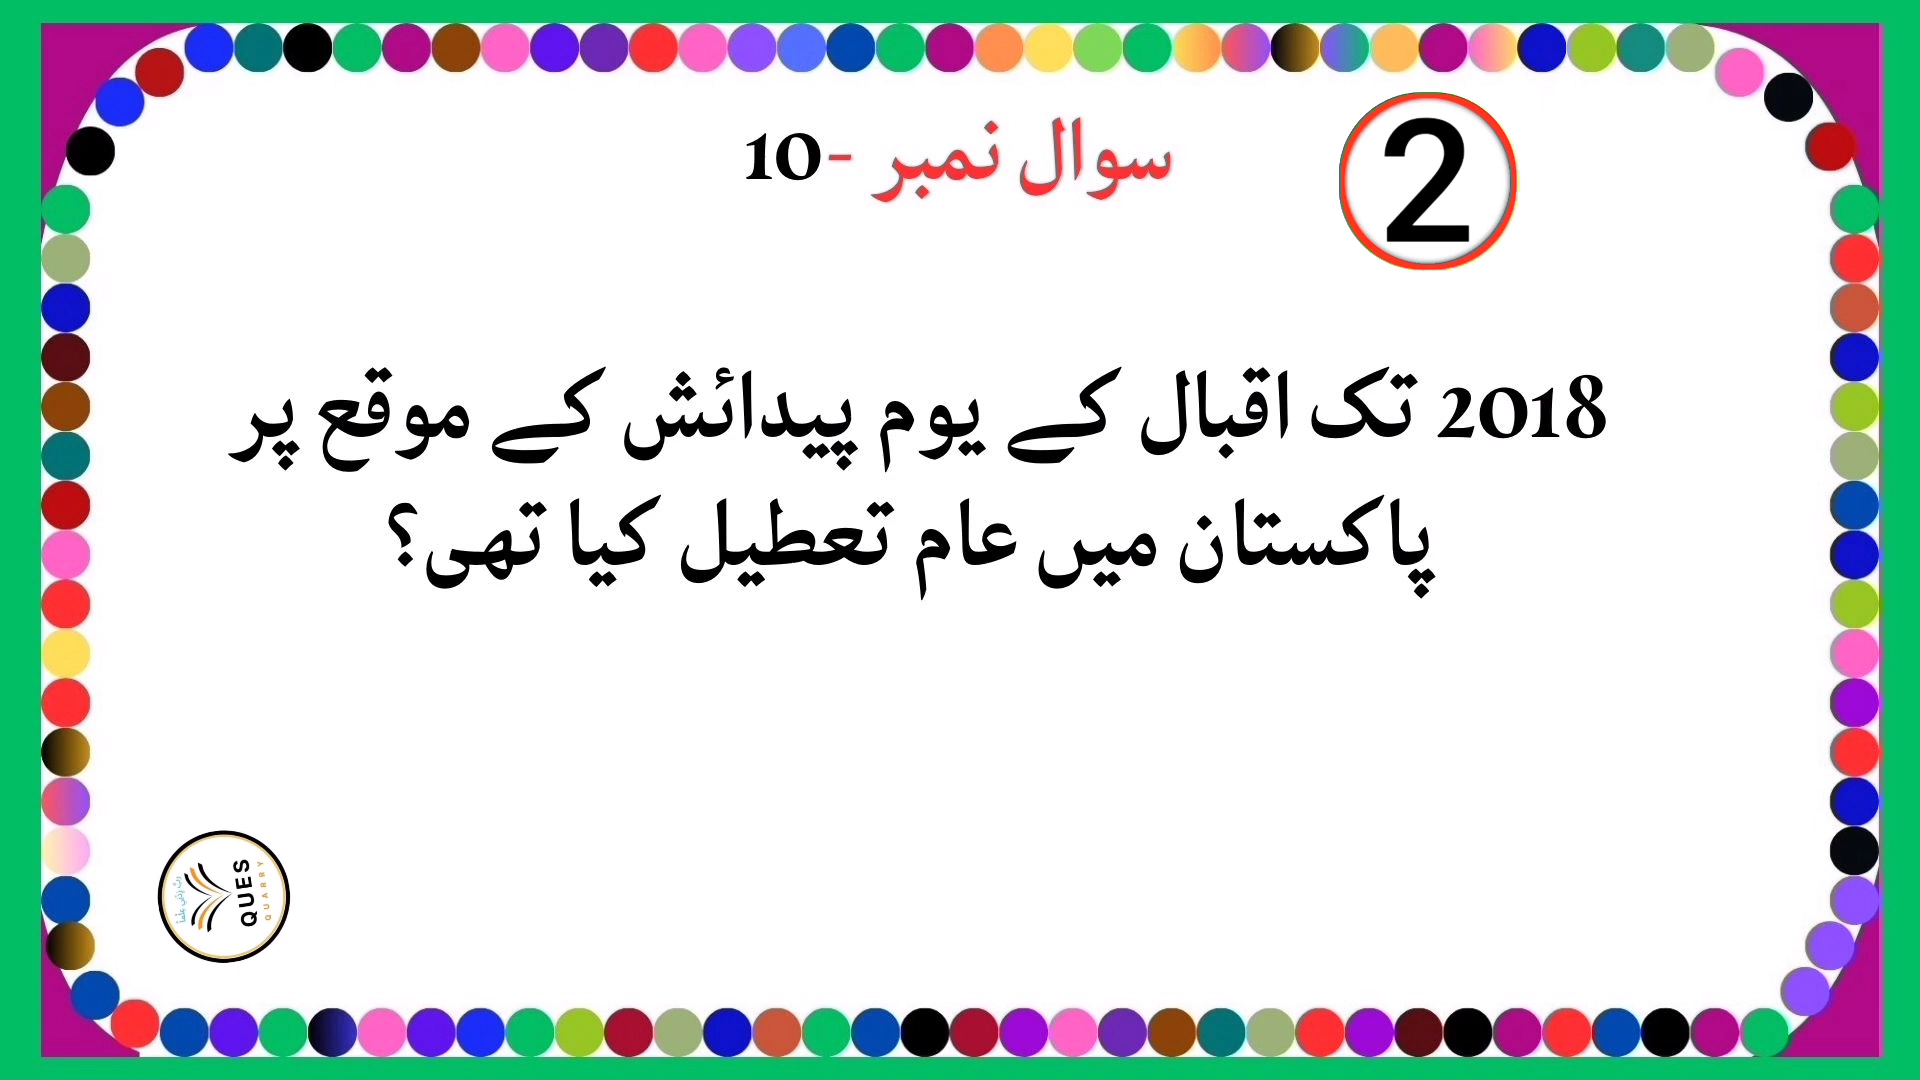 سوال نمبر -10
2
2018 تک اقبال کے یوم پیدائش کے موقع پر
پاکستان میں عام تعطیل کیا تھی؟
QUES
QUARRY